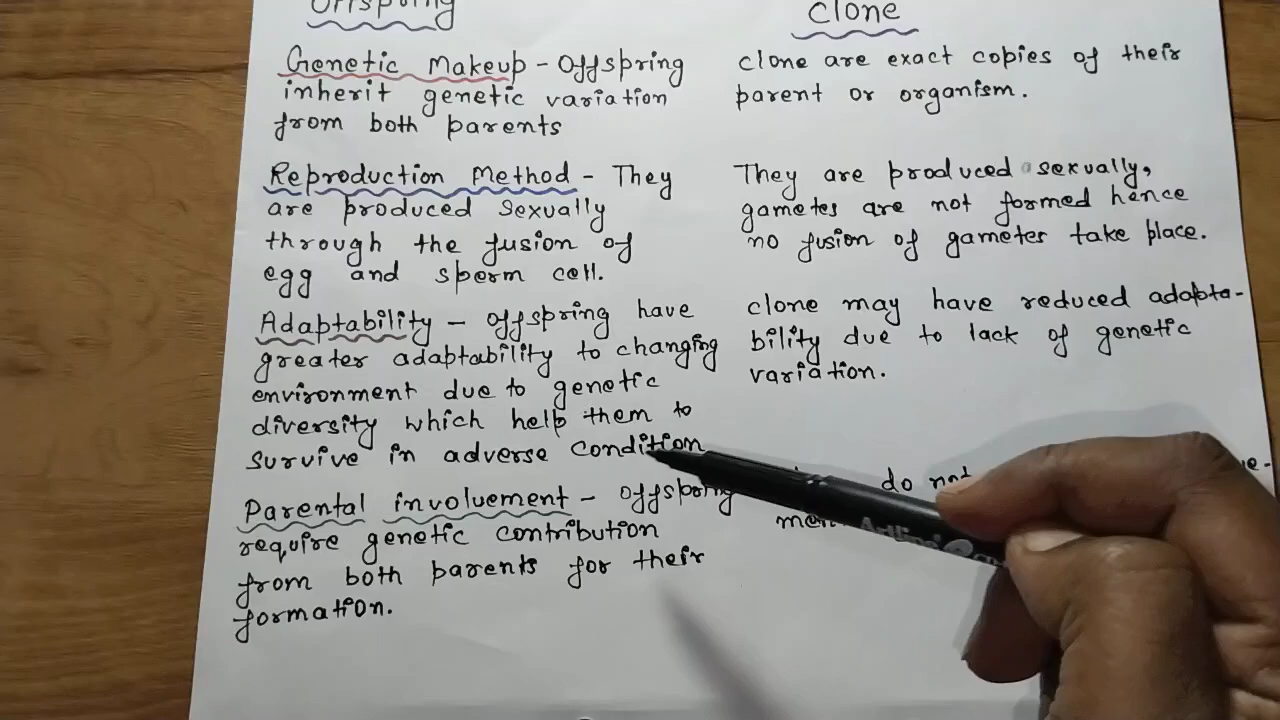 Offspring
Genetic Makeup - Offspring
inherit genetic variation
from both parents
Reproduction Method - They
are produced sexually
through the fusion of
egg and sperm cell.
Adaptability - offspring have
greater adaptability to changing
environment due to genetic
diversity which help them to
survive in adverse condition
Parental involvement - offspring
require genetic contribution
from both parents for their
formation.
Clone
clone are exact copies of their
parent or organism.
They are produced sexually,
gametes are not formed hence
no fusion of gametes take place.
clone may have reduced adapta-
bility due to lack of genetic
variation.
do not
Artline